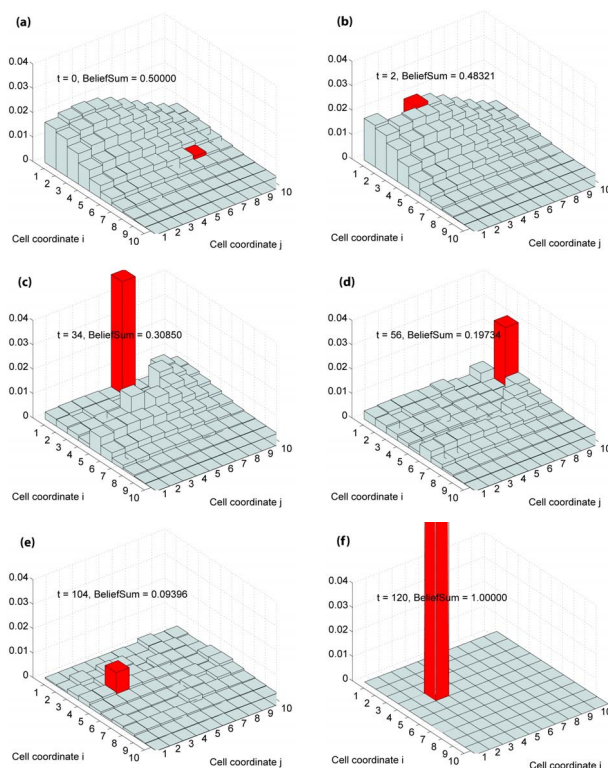 (a)
t = 0, BeliefSum = 0.50000
0.04
0.03
0.02
0.01
0
1 2 3 4 5 6 7 8 9 10
1 2 3 4 5 6 7 8 9 10
Cell coordinate i
Cell coordinate j
(b)
t = 2, BeliefSum = 0.48321
0.04
0.03
0.02
0.01
0
1 2 3 4 5 6 7 8 9 10
1 2 3 4 5 6 7 8 9 10
Cell coordinate i
Cell coordinate j
(c)
t = 34, BeliefSum = 0.30850
0.04
0.03
0.02
0.01
0
1 2 3 4 5 6 7 8 9 10
1 2 3 4 5 6 7 8 9 10
Cell coordinate i
Cell coordinate j
(d)
t = 56, BeliefSum = 0.19734
0.04
0.03
0.02
0.01
0
1 2 3 4 5 6 7 8 9 10
1 2 3 4 5 6 7 8 9 10
Cell coordinate i
Cell coordinate j
(e)
t = 104, BeliefSum = 0.09396
0.04
0.03
0.02
0.01
0
1 2 3 4 5 6 7 8 9 10
1 2 3 4 5 6 7 8 9 10
Cell coordinate i
Cell coordinate j
(f)
t = 120, BeliefSum = 1.00000
0.04
0.03
0.02
0.01
0
1 2 3 4 5 6 7 8 9 10
1 2 3 4 5 6 7 8 9 10
Cell coordinate i
Cell coordinate j